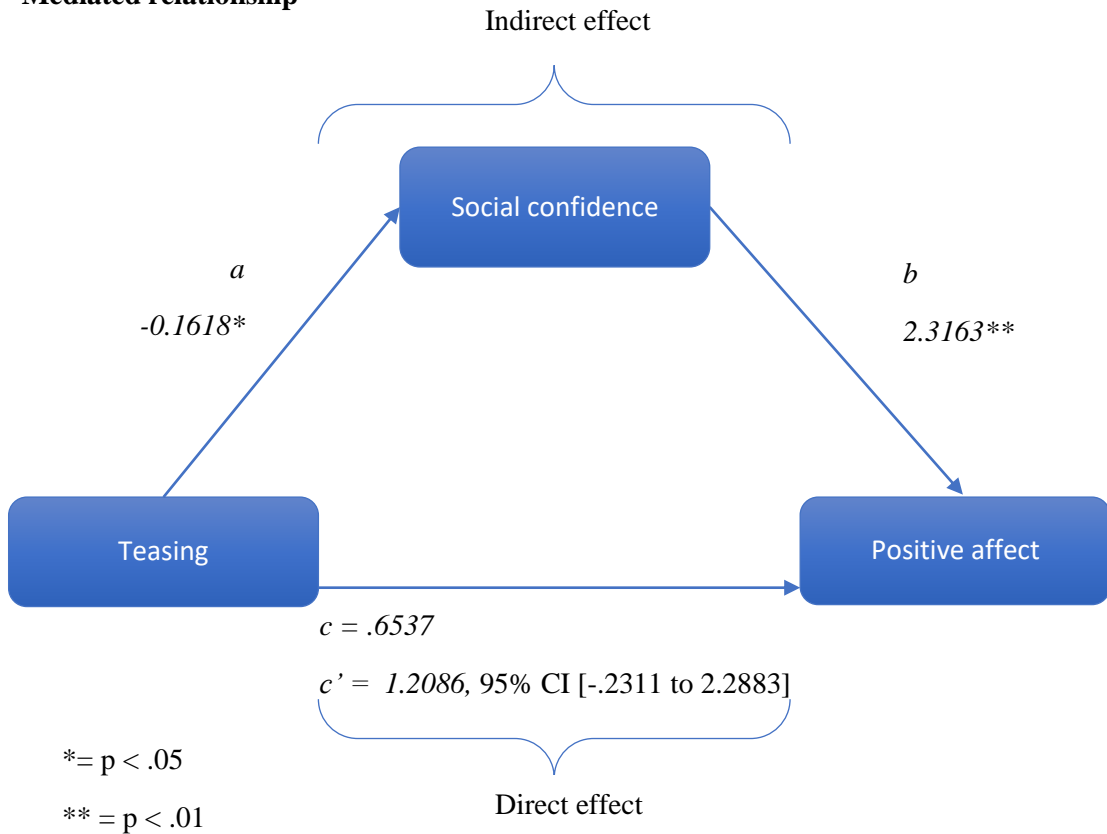 Mediated relationship
Indirect effect
Social confidence
a
-0.1618*
b
2.3163**
Teasing
Positive affect
c = .6537
c’ = 1.2086, 95% CI [-.2311 to 2.2883]
*= p < .05
** = p < .01
Direct effect